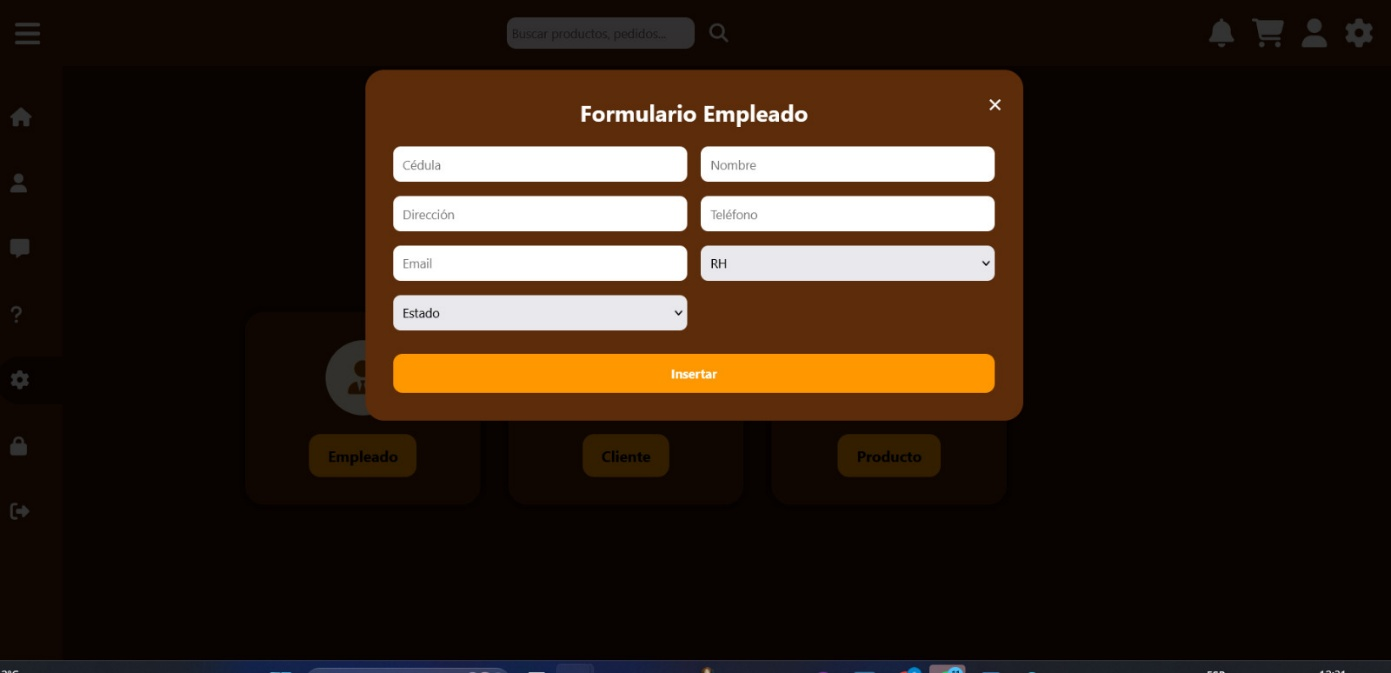 Buscar productos, pedidos...
Formulario Empleado
×
Cédula
Nombre
Dirección
Teléfono
Email
RH
Estado
Insertar
Empleado
Cliente
Producto